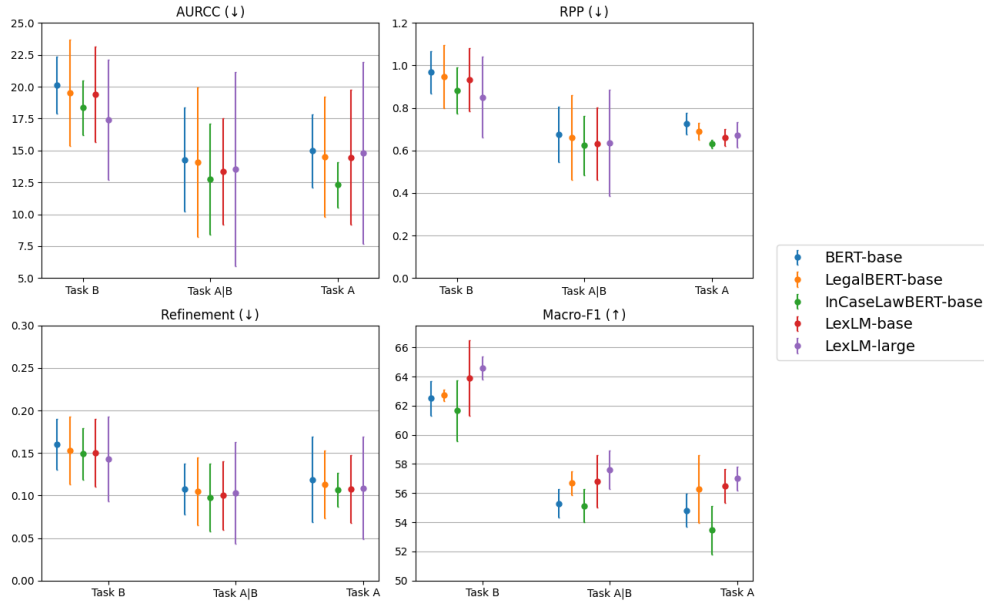 AURCC (↓)
25.0
22.5
20.0
17.5
15.0
12.5
10.0
7.5
5.0
Task B
Task A|B
Task A
RPP (↓)
1.2
1.0
0.8
0.6
0.4
0.2
0.0
Task B
Task A|B
Task A
BERT-base
LegalBERT-base
InCaseLawBERT-base
LexLM-base
LexLM-large
Refinement (↓)
0.30
0.25
0.20
0.15
0.10
0.05
0.00
Task B
Task A|B
Task A
Macro-F1 (↑)
66
64
62
60
58
56
54
52
50
Task B
Task A|B
Task A